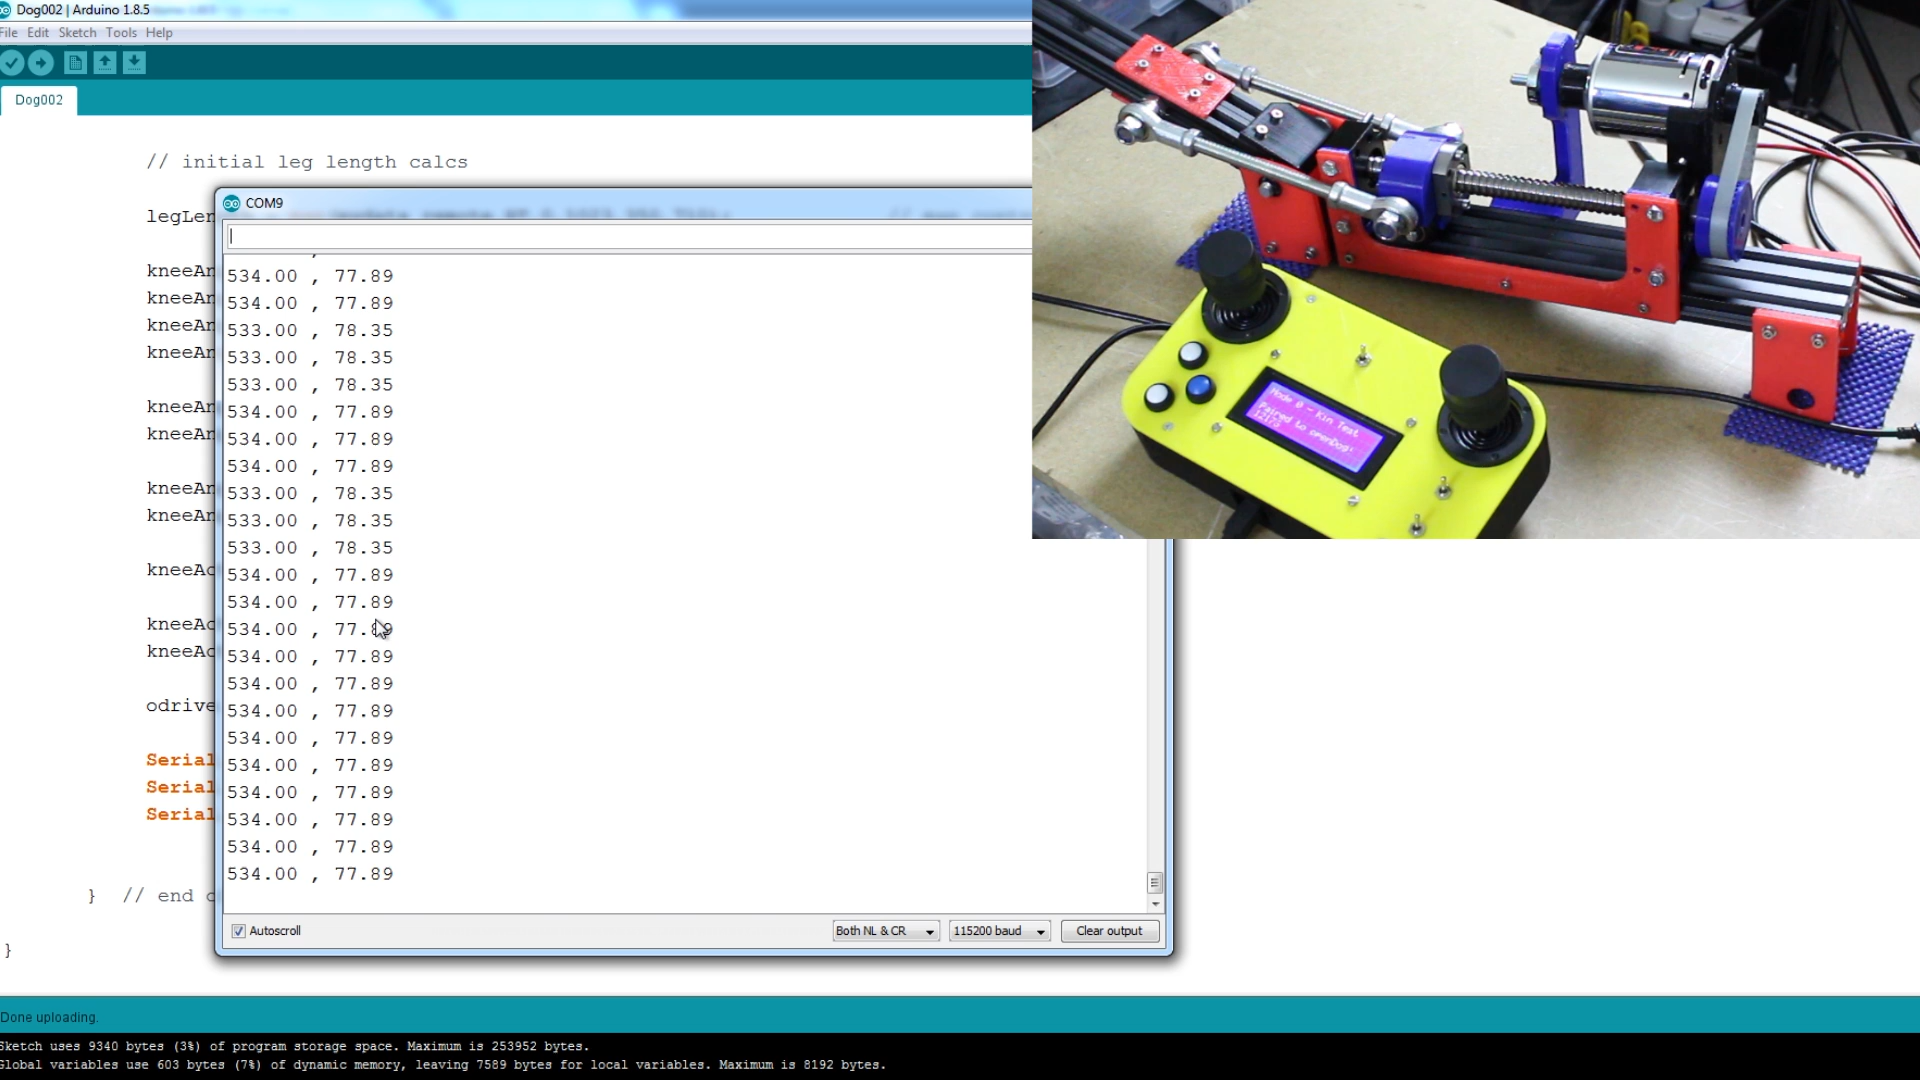 Dog002 | Arduino 1.8.5
File Edit Sketch Tools Help
Dog002
// initial leg length calcs
legLen
kneeAn
kneeAn
kneeAn
kneeAn
kneeAn
kneeAn
kneeAn
kneeAn
kneeAc
kneeAc
kneeAc
odrive
Serial
Serial
Serial
} // end
}
COM9
534.00 , 77.89
534.00 , 77.89
533.00 , 78.35
533.00 , 78.35
533.00 , 78.35
534.00 , 77.89
534.00 , 77.89
534.00 , 77.89
533.00 , 78.35
533.00 , 78.35
533.00 , 78.35
534.00 , 77.89
534.00 , 77.89
534.00 , 77.89
534.00 , 77.89
534.00 , 77.89
534.00 , 77.89
534.00 , 77.89
534.00 , 77.89
534.00 , 77.89
534.00 , 77.89
534.00 , 77.89
534.00 , 77.89
Autoscroll
Both NL & CR
115200 baud
Clear output
Mode 0 - Kin Test
Paired to openDog!
Done uploading.
Sketch uses 9340 bytes (3%) of program storage space. Maximum is 253952 bytes.
Global variables use 603 bytes (7%) of dynamic memory, leaving 7589 bytes for local variables. Maximum is 8192 bytes.